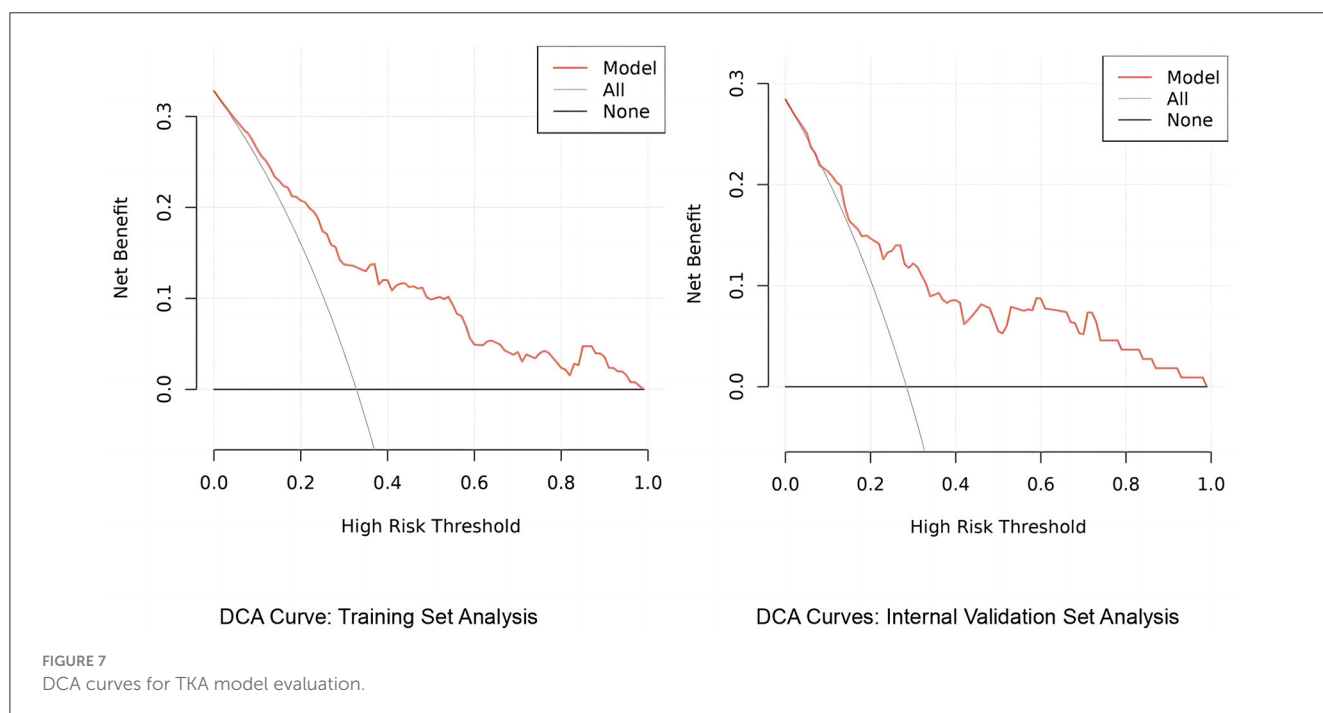 Model
All
None
Net Benefit
0.0 0.1 0.2 0.3
0.0 0.2 0.4 0.6 0.8 1.0
High Risk Threshold
DCA Curve: Training Set Analysis
Model
All
None
Net Benefit
0.0 0.1 0.2 0.3
0.0 0.2 0.4 0.6 0.8 1.0
High Risk Threshold
DCA Curves: Internal Validation Set Analysis
FIGURE 7
DCA curves for TKA model evaluation.